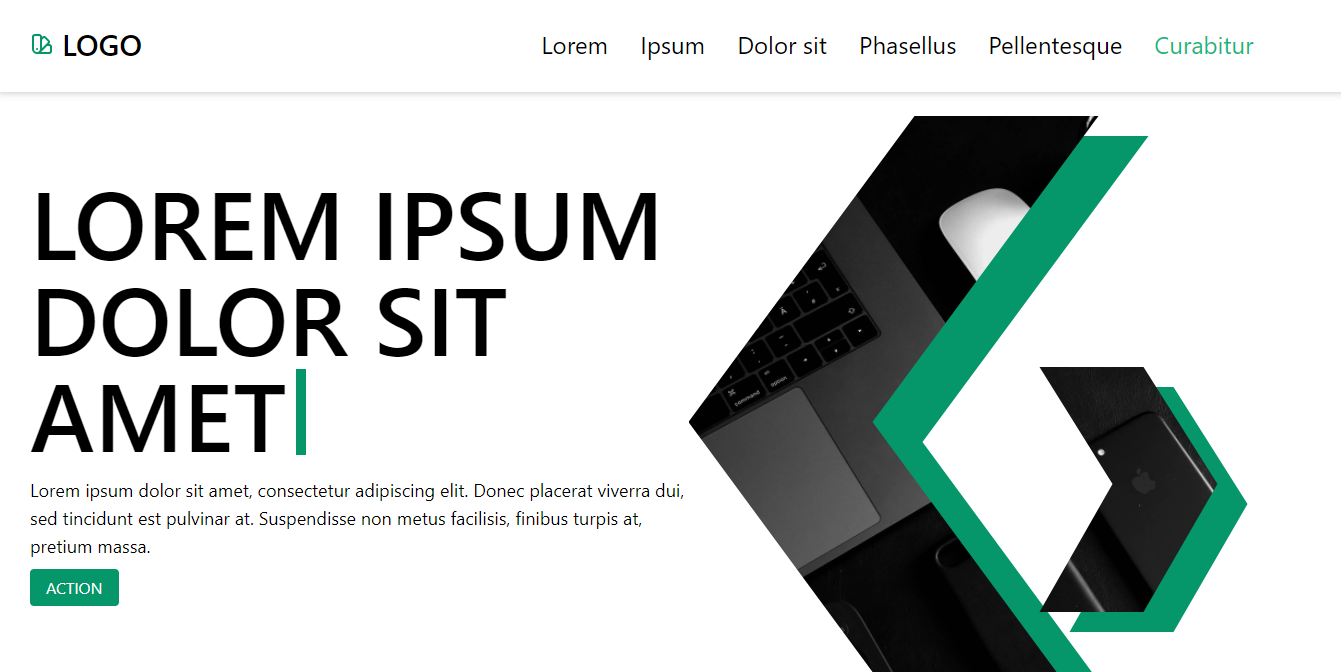 LOGO
Lorem Ipsum Dolor sit Phasellus Pellentesque Curabitur
LOREM IPSUM
DOLOR SIT
AMET
Lorem ipsum dolor sit amet, consectetur adipiscing elit. Donec placerat viverra dui,
sed tincidunt est pulvinar at. Suspendisse non metus facilisis, finibus turpis at,
pretium massa.
ACTION
command
option